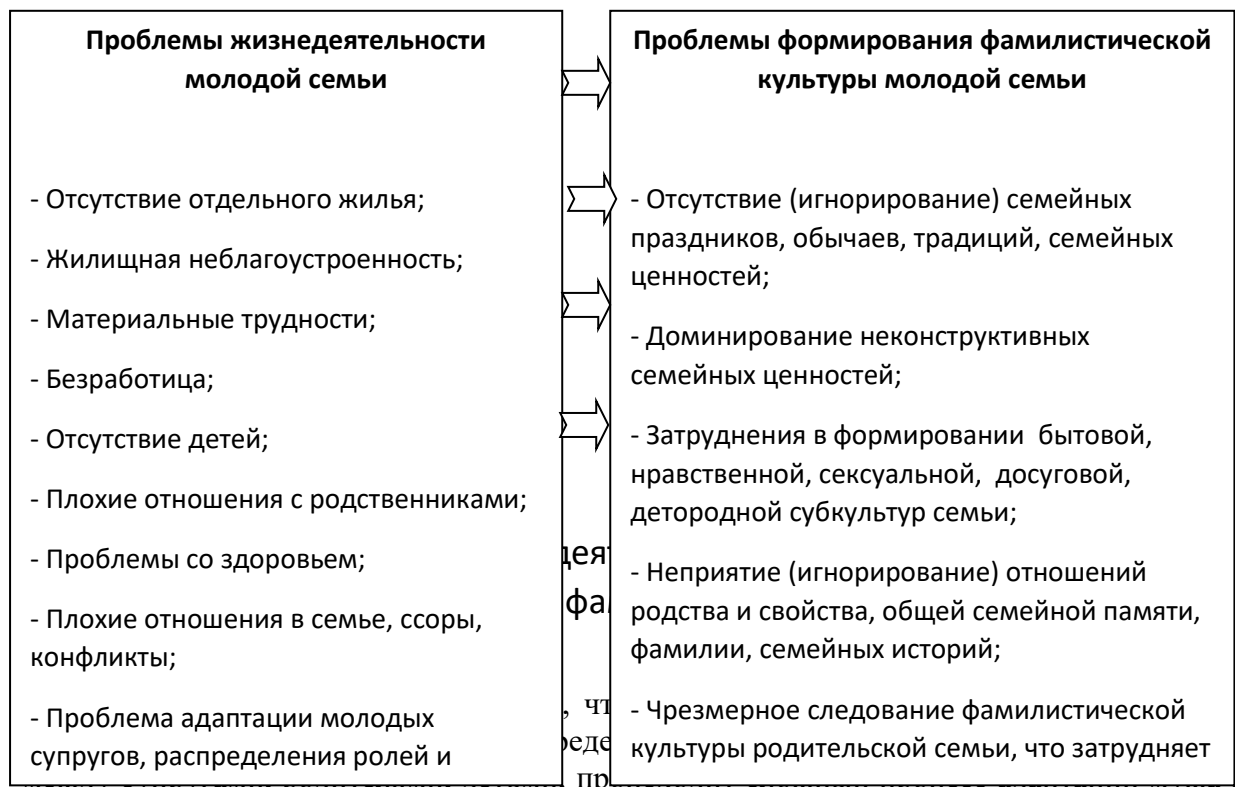 Проблемы жизнедеятельности
молодой семьи
- Отсутствие отдельного жилья;
- Жилищная неблагоустроенность;
- Материальные трудности;
- Безработица;
- Отсутствие детей;
- Плохие отношения с родственниками;
- Проблемы со здоровьем;
- Плохие отношения в семье, ссоры,
конфликты;
- Проблема адаптации молодых
супругов, распределения ролей и
Проблемы формирования фамилистической
культуры молодой семьи
- Отсутствие (игнорирование) семейных
праздников, обычаев, традиций, семейных
ценностей;
- Доминирование неконструктивных
семейных ценностей;
- Затруднения в формировании бытовой,
нравственной, сексуальной, досуговой,
детородной субкультур семьи;
- Неприятие (игнорирование) отношений
родства и свойства, общей семейной памяти,
фамилии, семейных историй;
- Чрезмерное следование фамилистической
культуры родительской семьи, что затрудняет